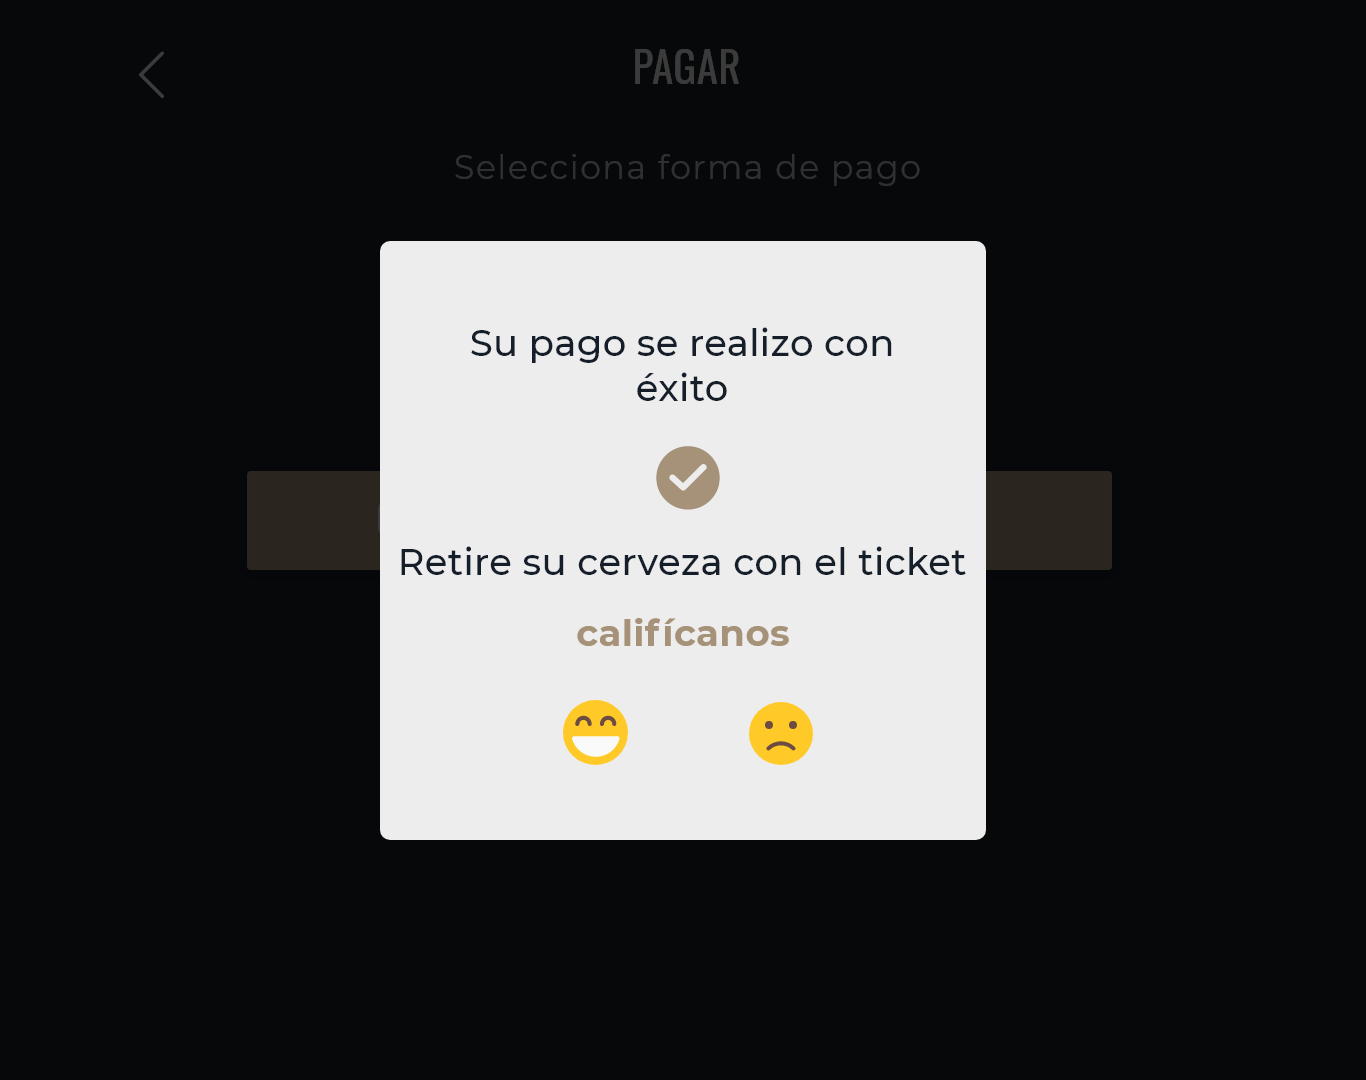 PAGAR
Selecciona forma de pago
Su pago se realizo con
éxito
Retire su cerveza con el ticket
califícanos